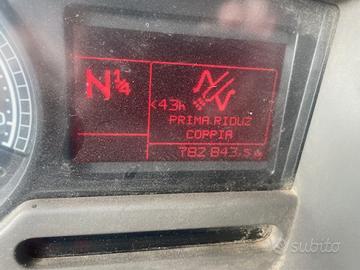 N¼
<43h
PRIMA RIDUZ
COPPIA
782 843.5
subito